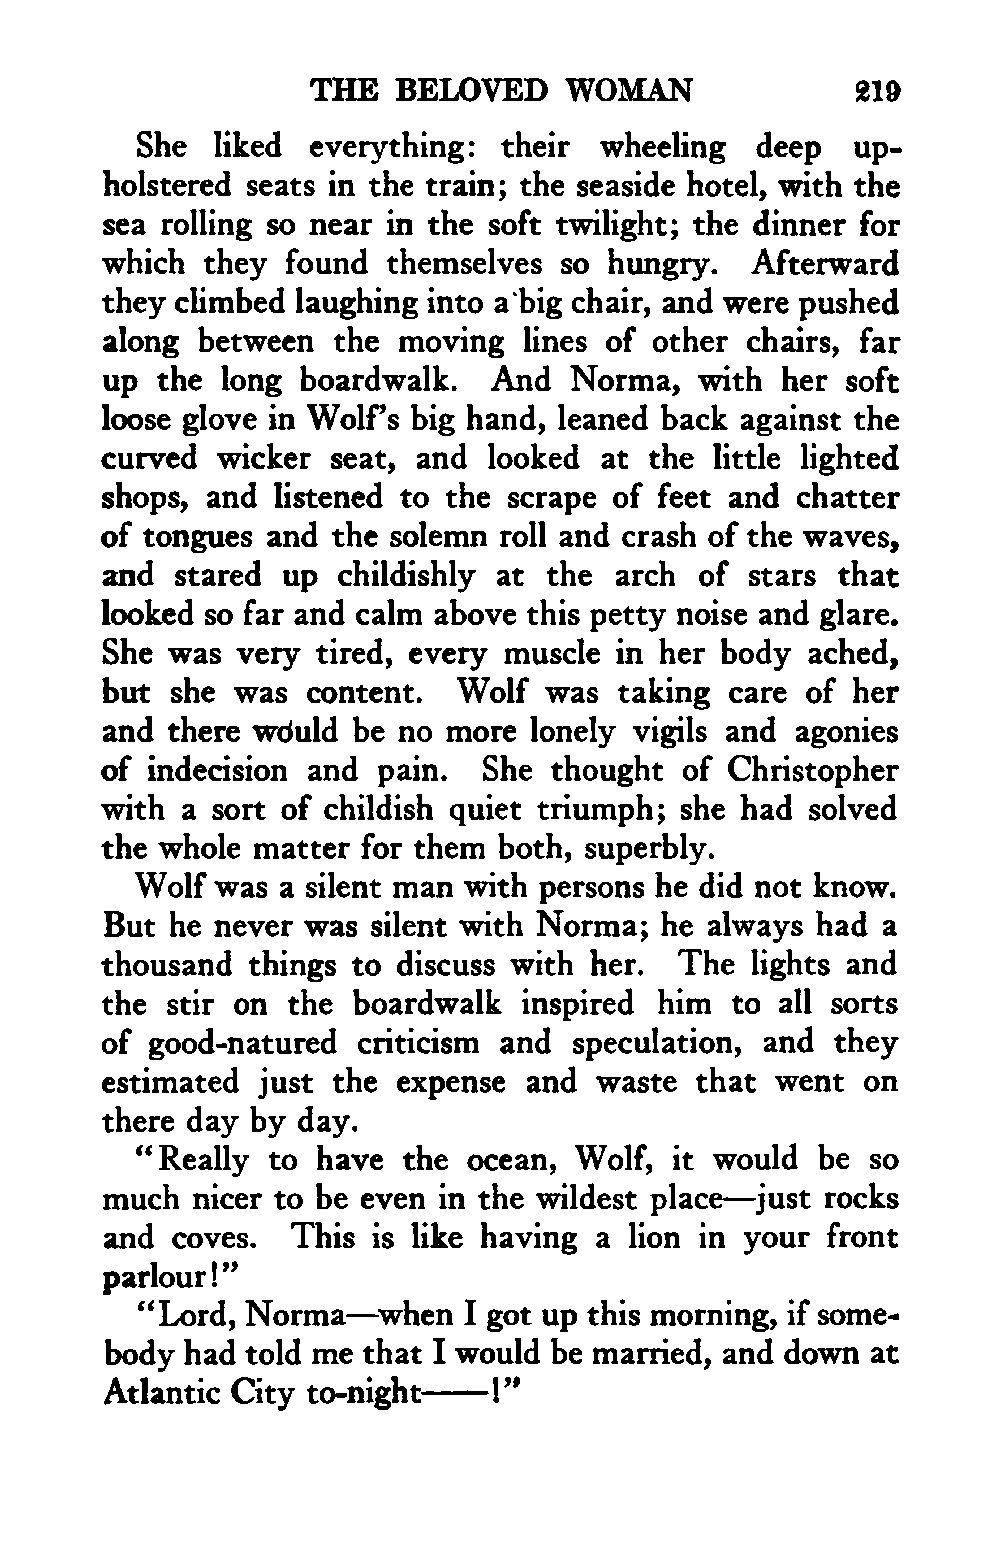 THE BELOVED WOMAN 219
She liked everything: their wheeling deep up-
holstered seats in the train; the seaside hotel, with the
sea rolling so near in the soft twilight; the dinner for
which they found themselves so hungry. Afterward
they climbed laughing into a big chair, and were pushed
along between the moving lines of other chairs, far
up the long boardwalk. And Norma, with her soft
loose glove in Wolf's big hand, leaned back against the
curved wicker seat, and looked at the little lighted
shops, and listened to the scrape of feet and chatter
of tongues and the solemn roll and crash of the waves,
and stared up childishly at the arch of stars that
looked so far and calm above this petty noise and glare.
She was very tired, every muscle in her body ached,
but she was content. Wolf was taking care of her
and there would be no more lonely vigils and agonies
of indecision and pain. She thought of Christopher
with a sort of childish quiet triumph; she had solved
the whole matter for them both, superbly.
Wolf was a silent man with persons he did not know.
But he never was silent with Norma; he always had a
thousand things to discuss with her. The lights and
the stir on the boardwalk inspired him to all sorts
of good-natured criticism and speculation, and they
estimated just the expense and waste that went on
there day by day.
"Really to have the ocean, Wolf, it would be so
much nicer to be even in the wildest place—just rocks
and coves. This is like having a lion in your front
parlour!"
"Lord, Norma—when I got up this morning, if some-
body had told me that I would be married, and down at
Atlantic City to-night——!"